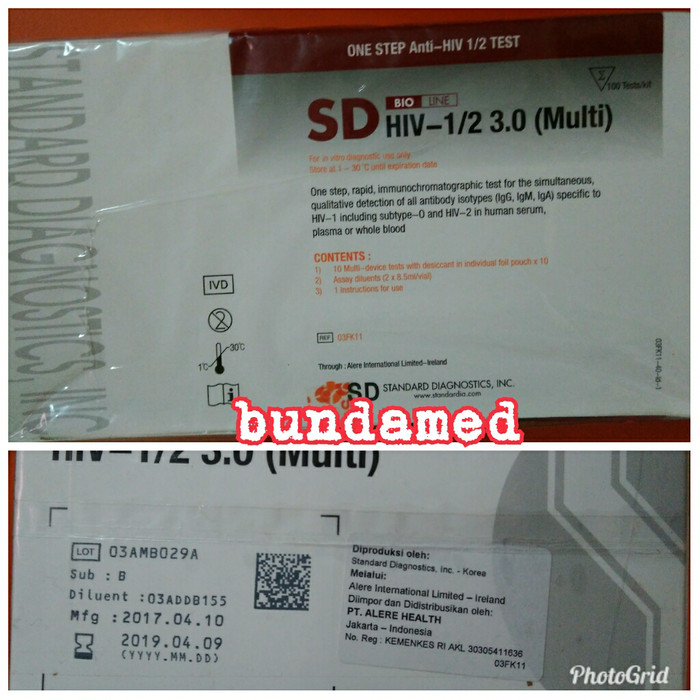 STANDARD DIAGNOSTICS, INC.
ONE STEP Anti-HIV 1/2 TEST
Σ
100 Tests/kit
SD BIO LINE
HIV-1/2 3.0 (Multi)
For in vitro diagnostic use only
Store at 1 ~ 30 °C until expiration date
One step, rapid, immunochromatographic test for the simultaneous,
qualitative detection of all antibody isotypes (IgG, IgM, IgA) specific to
HIV-1 including subtype-O and HIV-2 in human serum,
plasma or whole blood
CONTENTS :
1) 10 Multi-device tests with desiccant in individual foil pouch x 10
2) Assay diluents (2 x 8.5ml/vial)
3) 1 Instructions for use
IVD
2
30℃
1℃
i
REF 03FK11
Through : Alere International Limited-Ireland
SD STANDARD DIAGNOSTICS, INC.
www.standardia.com
bundamed
HIV-1/2 3.0 (Multi)
LOT 03AMB029A
Sub : B
Diluent :03ADDB155
Mfg :2017.04.10
2019.04.09
(YYYY.MM.DD)
Diproduksi oleh:
Standard Diagnostics, Inc. - Korea
Melalui:
Alere International Limited – Ireland
Diimpor dan Didistribusikan oleh:
PT. ALERE HEALTH
Jakarta – Indonesia
No. Reg : KEMENKES RI AKL 30305411636
03FK11
PhotoGrid